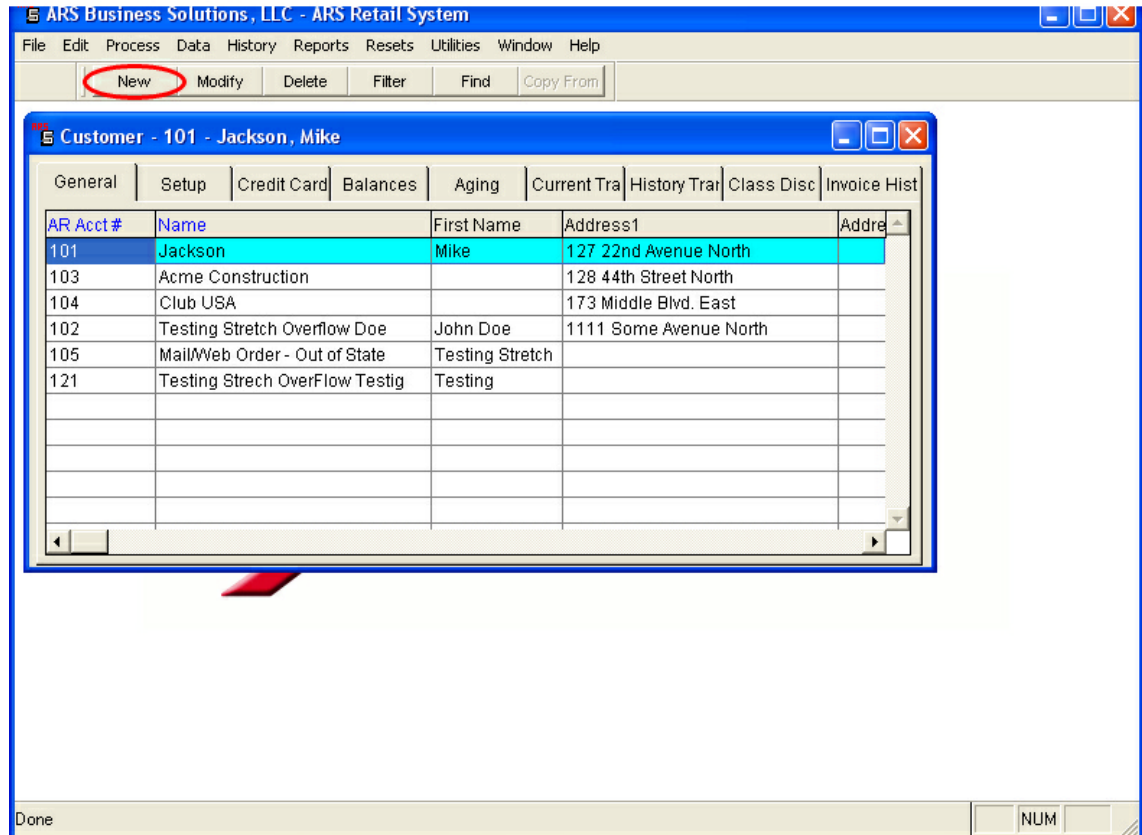 ARS Business Solutions, LLC - ARS Retail System
File Edit Process Data History Reports Resets Utilities Window Help
New Modify Delete Filter Find Copy From
Customer - 101 - Jackson, Mike
General Setup Credit Card Balances Aging Current Tra History Tran Class Disc Invoice Hist
AR Acct # Name First Name Address1 Addre
101 Jackson Mike 127 22nd Avenue North
103 Acme Construction 128 44th Street North
104 Club USA 173 Middle Blvd. East
102 Testing Stretch Overflow Doe John Doe 1111 Some Avenue North
105 Mail/Web Order - Out of State Testing Stretch
121 Testing Strech OverFlow Testig Testing
Done NUM